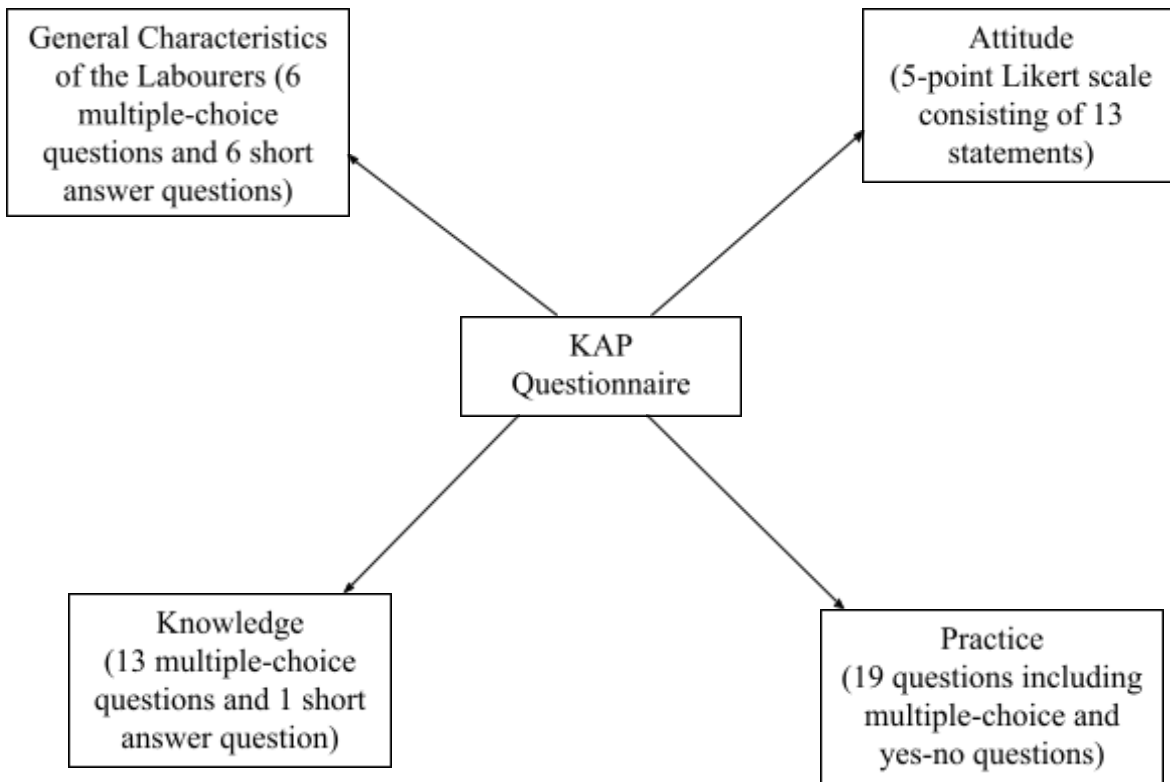 General Characteristics
of the Labourers (6
multiple-choice
questions and 6 short
answer questions)
Attitude
(5-point Likert scale
consisting of 13
statements)
KAP
Questionnaire
Knowledge
(13 multiple-choice
questions and 1 short
answer question)
Practice
(19 questions including
multiple-choice and
yes-no questions)